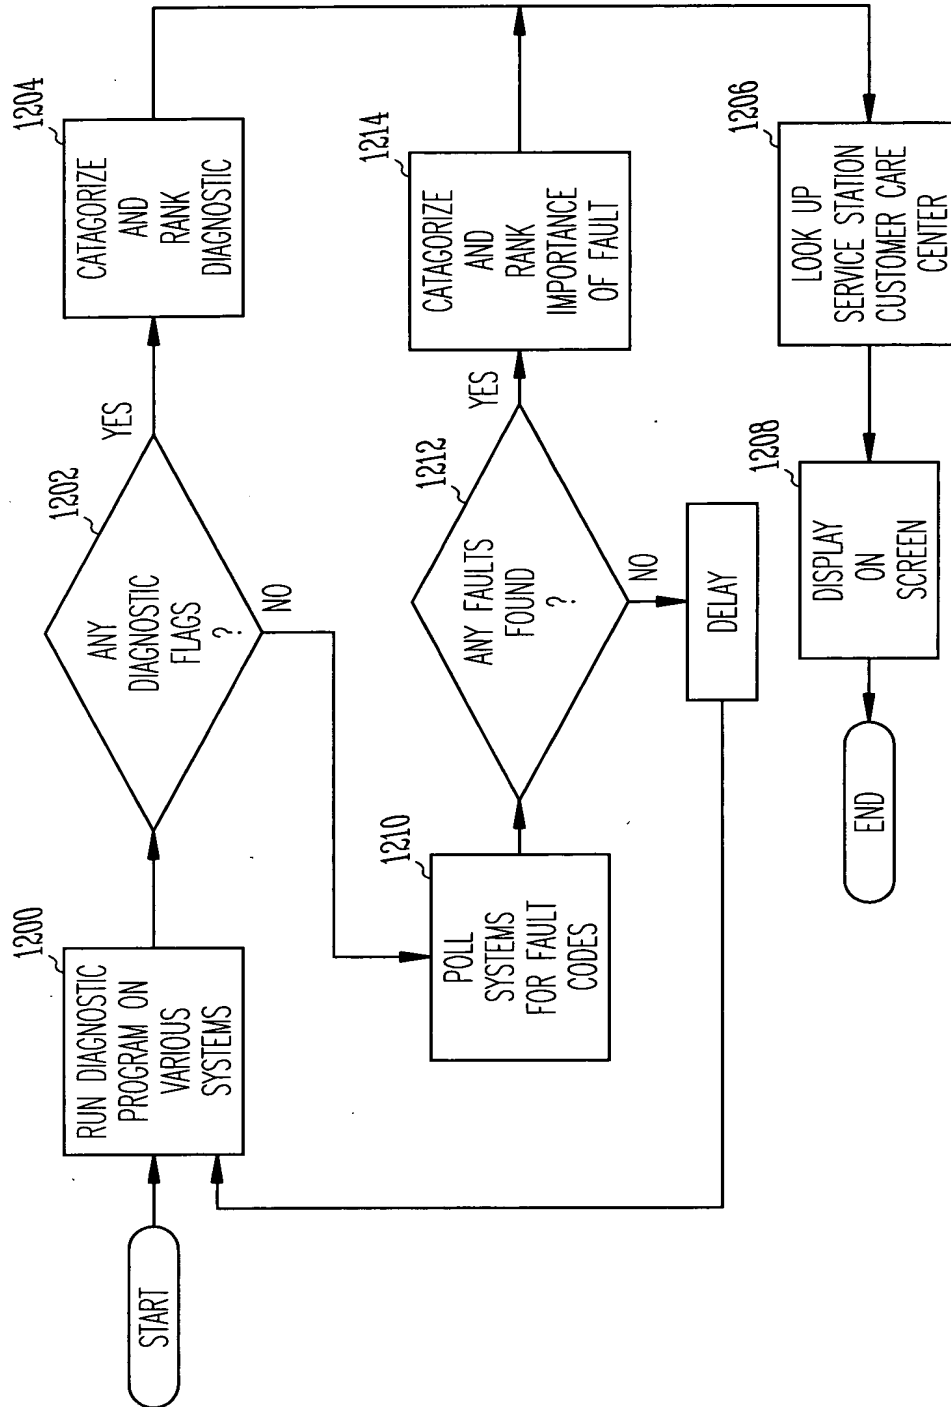 START
1200
RUN DIAGNOSTIC
PROGRAM ON
VARIOUS
SYSTEMS
1202
ANY
DIAGNOSTIC
FLAGS
?
YES
NO
1204
CATAGORIZE
AND
RANK
DIAGNOSTIC
1210
POLL
SYSTEMS
FOR FAULT
CODES
1212
ANY FAULTS
FOUND
?
YES
NO
1214
CATAGORIZE
AND
RANK
IMPORTANCE
OF FAULT
DELAY
END
1208
DISPLAY
ON
SCREEN
1206
LOOK UP
SERVICE STATION
CUSTOMER CARE
CENTER